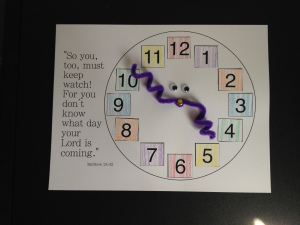 "So you,
too, must
keep
watch!
For you
don't
know
what day
your
Lord is
coming."
12
1
2
3
4
5
6
7
8
9
10
11